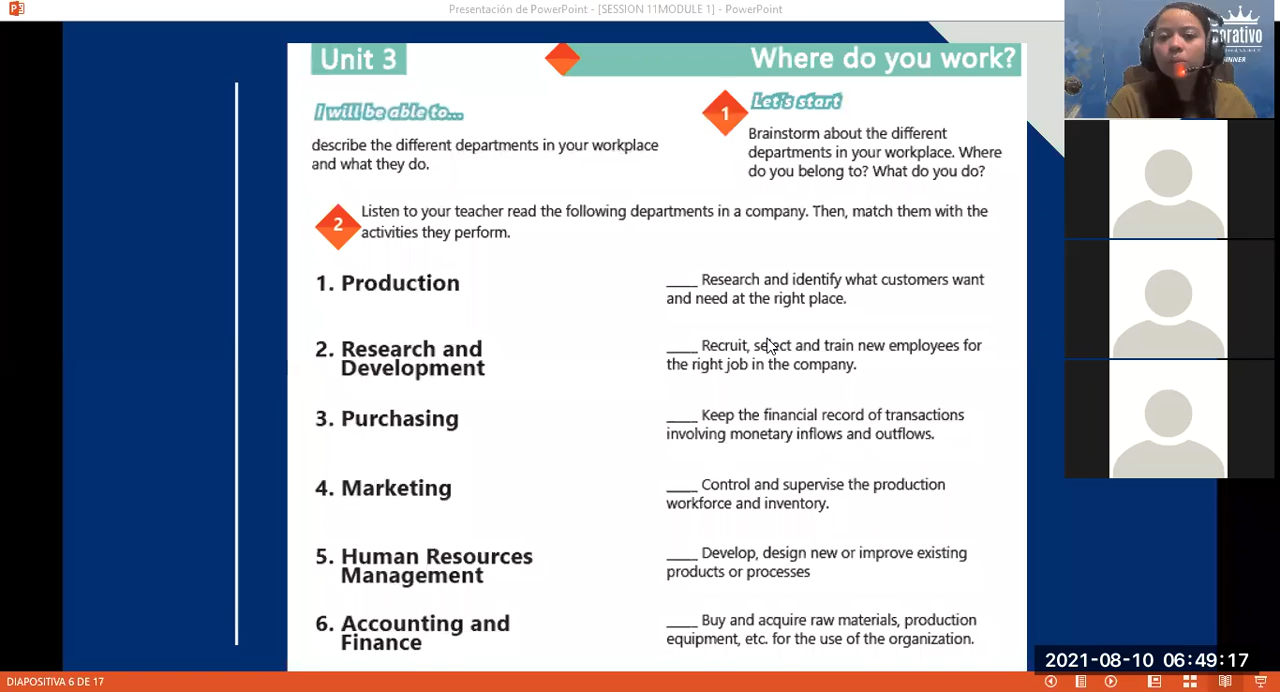 Presentación de PowerPoint - [SESSION 11MODULE 1] - PowerPoint
Unit 3
Where do you work?
I will be able to...
describe the different departments in your workplace
and what they do.
1
Let's start
Brainstorm about the different
departments in your workplace. Where
do you belong to? What do you do?
2
Listen to your teacher read the following departments in a company. Then, match them with the
activities they perform.
1. Production
____ Research and identify what customers want
and need at the right place.
2. Research and
Development
____ Recruit, select and train new employees for
the right job in the company.
3. Purchasing
____ Keep the financial record of transactions
involving monetary inflows and outflows.
4. Marketing
____ Control and supervise the production
workforce and inventory.
5. Human Resources
Management
____ Develop, design new or improve existing
products or processes
6. Accounting and
Finance
____ Buy and acquire raw materials, production
equipment, etc. for the use of the organization.
2021-08-10 06:49:17
DIAPOSITIVA 6 DE 17